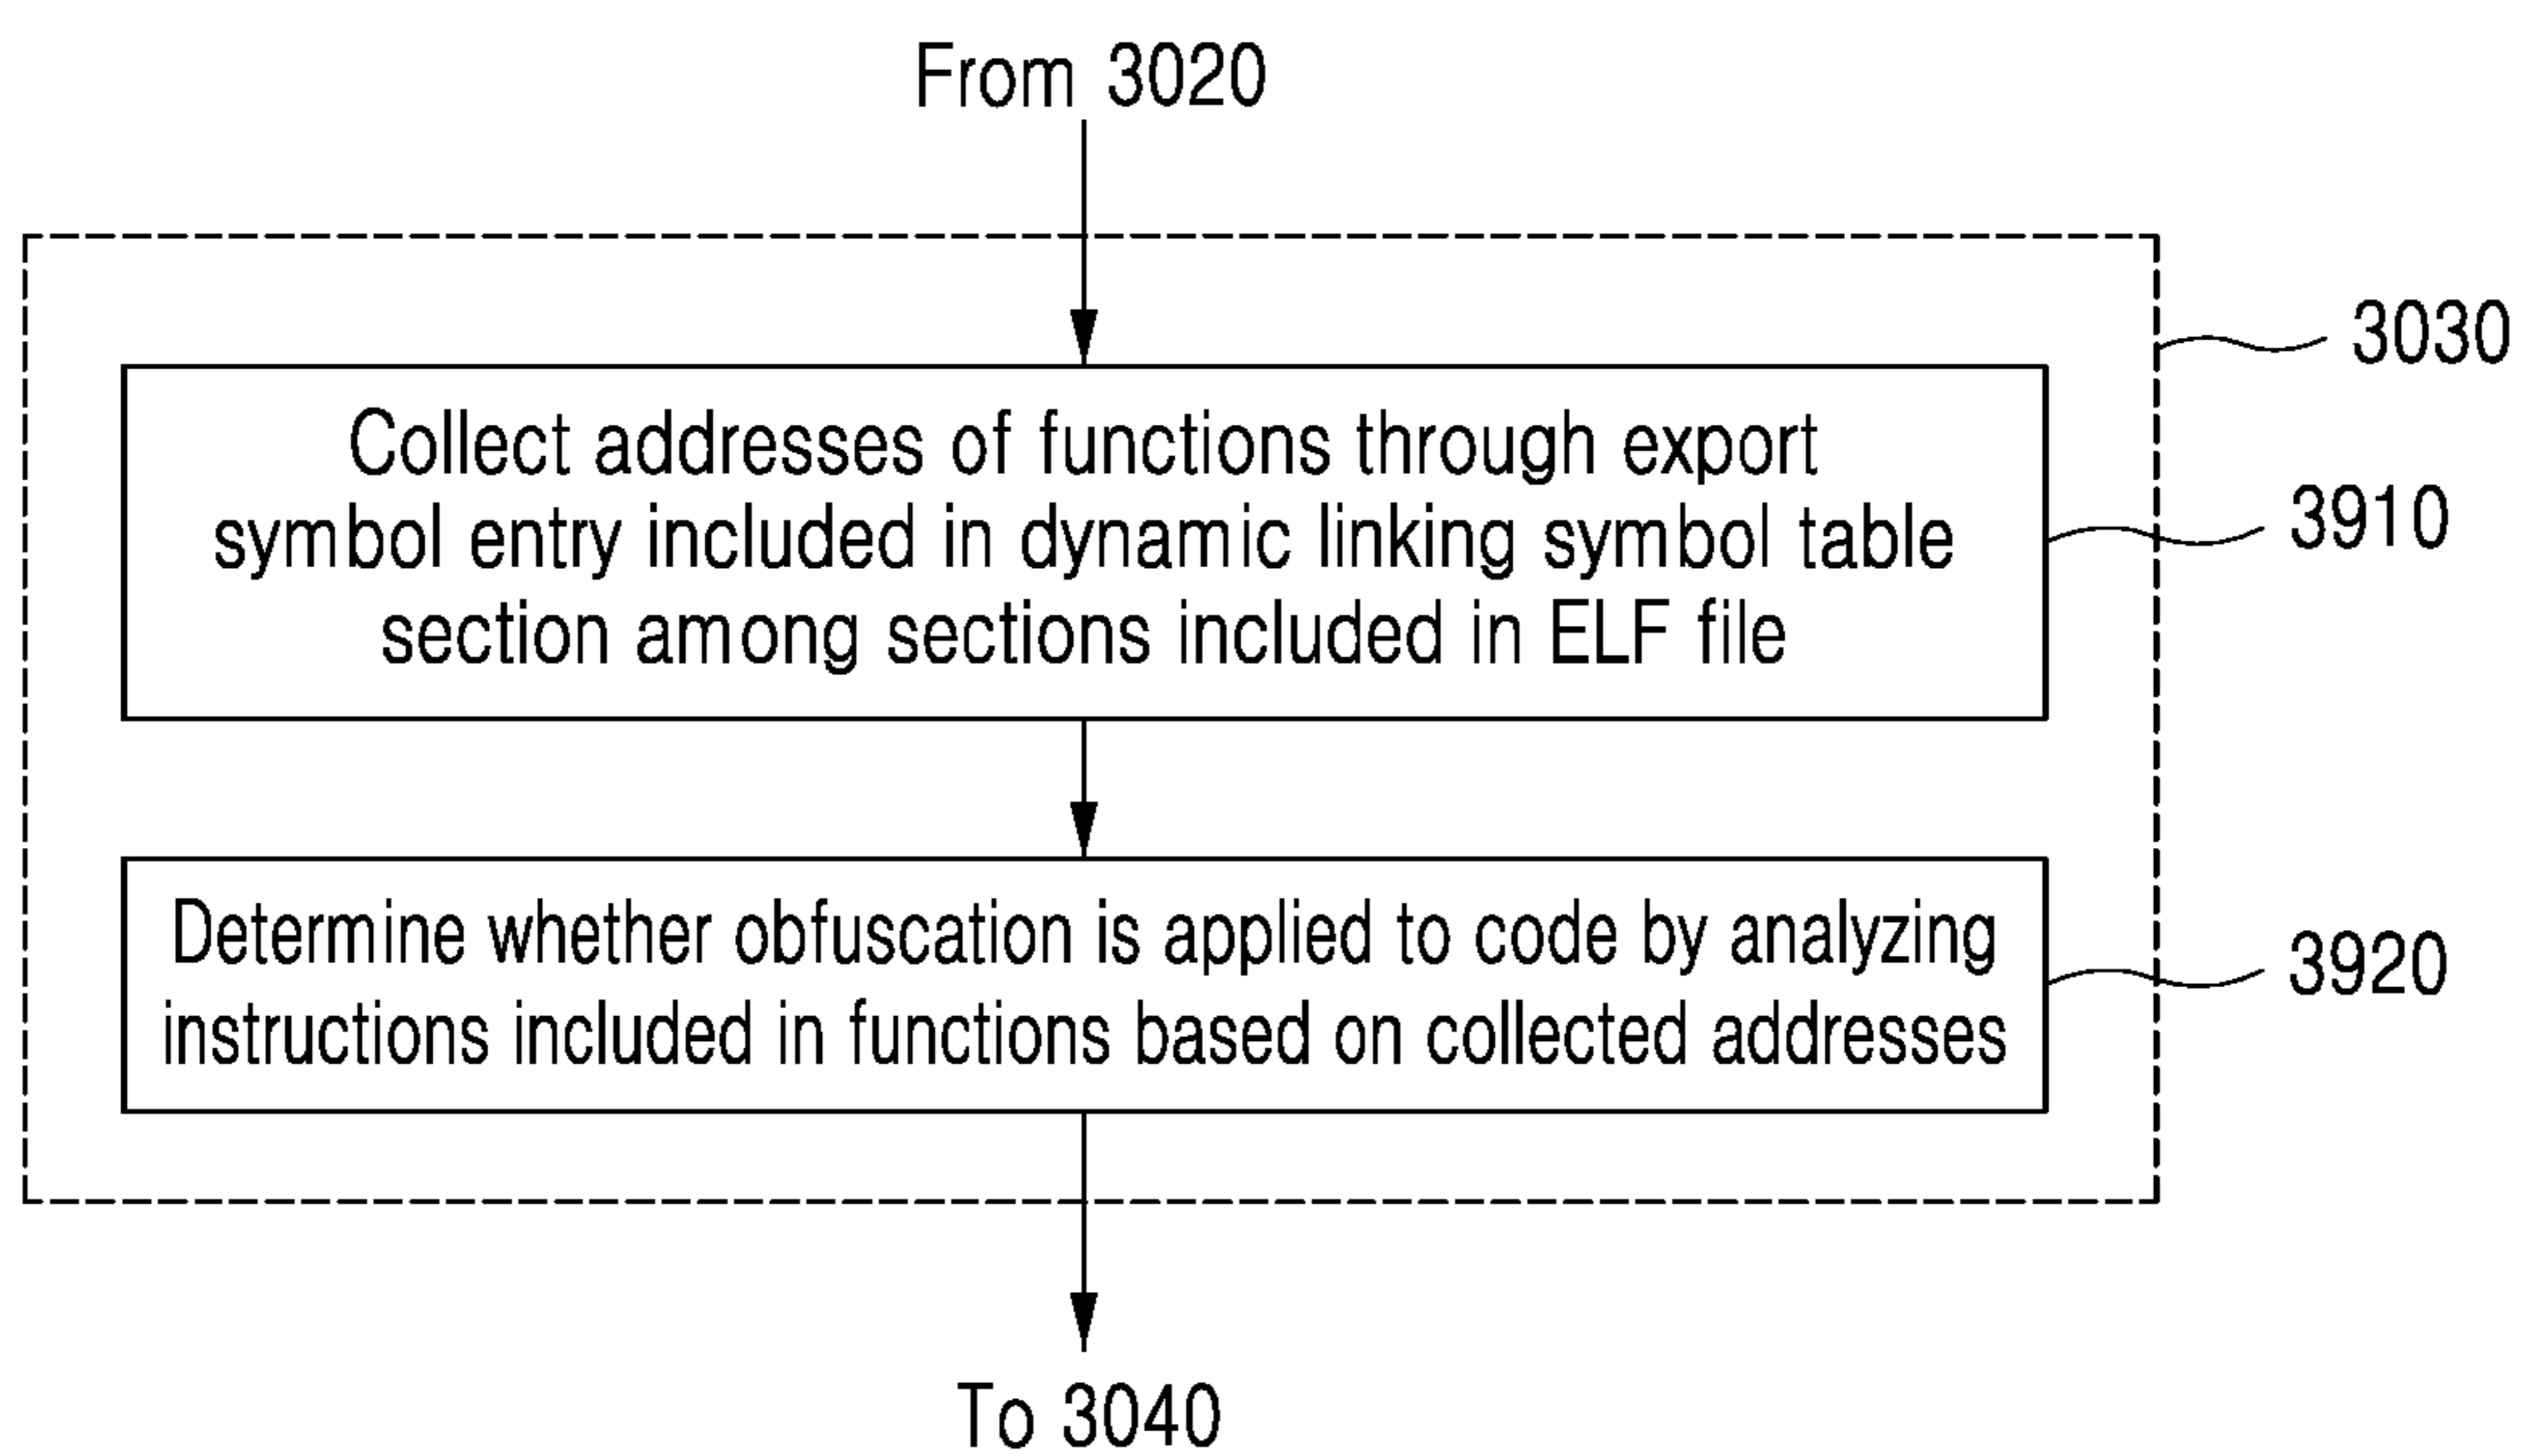 From 3020
3030
Collect addresses of functions through export
symbol entry included in dynamic linking symbol table
section among sections included in ELF file
3910
Determine whether obfuscation is applied to code by analyzing
instructions included in functions based on collected addresses
3920
To 3040